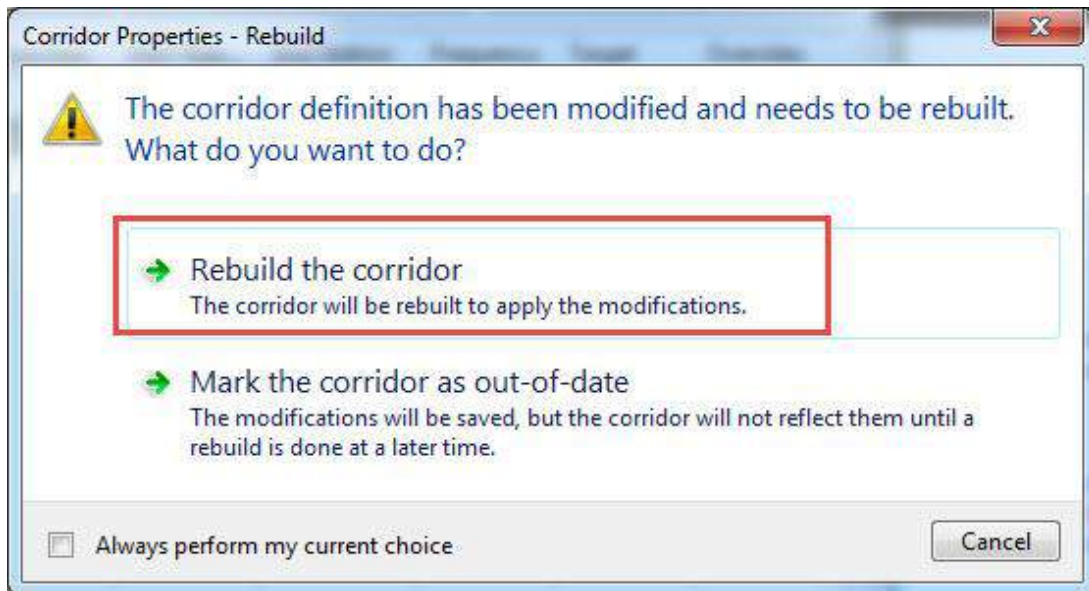 Corridor Properties - Rebuild
The corridor definition has been modified and needs to be rebuilt.
What do you want to do?
Rebuild the corridor
The corridor will be rebuilt to apply the modifications.
Mark the corridor as out-of-date
The modifications will be saved, but the corridor will not reflect them until a
rebuild is done at a later time.
Always perform my current choice
Cancel